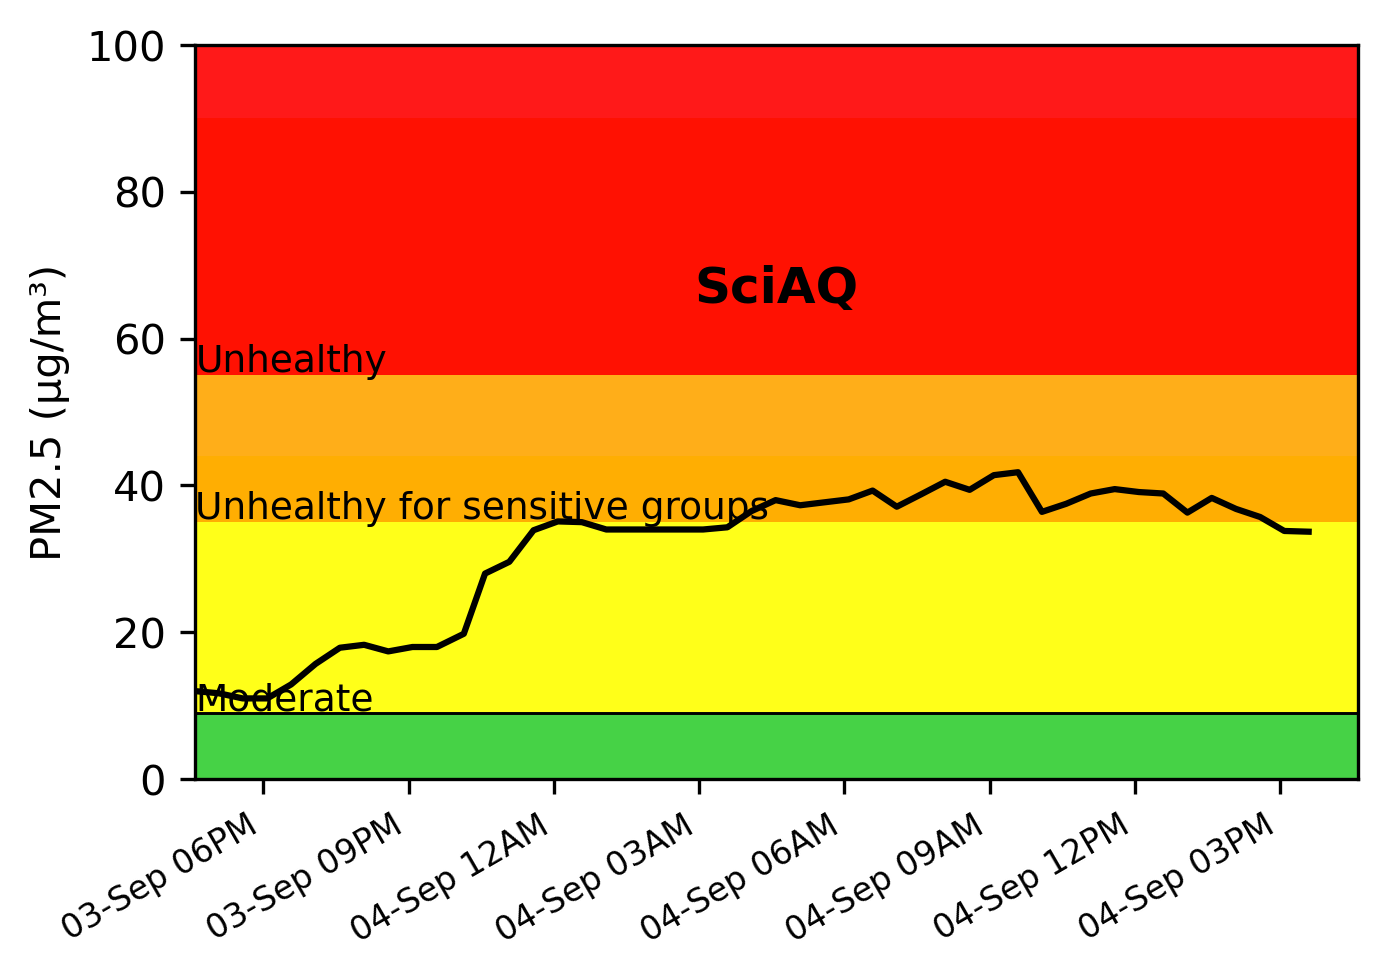 100
80
60
40
20
0
PM2.5 (µg/m³)
SciAQ
Unhealthy
Unhealthy for sensitive groups
Moderate
03-Sep 06PM
03-Sep 09PM
04-Sep 12AM
04-Sep 03AM
04-Sep 06AM
04-Sep 09AM
04-Sep 12PM
04-Sep 03PM